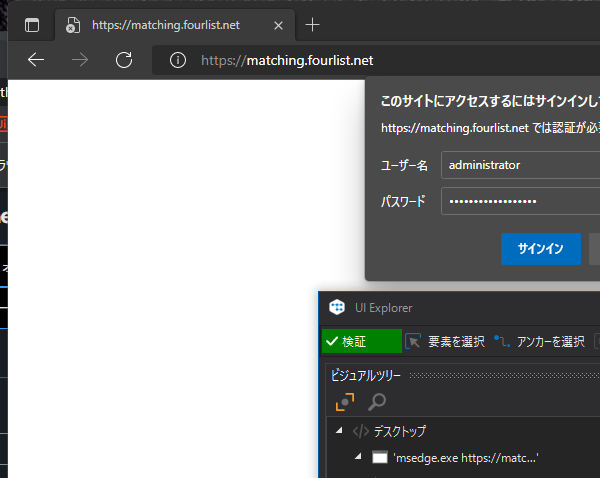 https://matching.fourlist.net
https://matching.fourlist.net
このサイトにアクセスするにはサインインして
https://matching.fourlist.net では認証が必
ユーザー名 administrator
パスワード ••••••••••••••••••
サインイン
UI Explorer
検証 要素を選択 アンカーを選択
ビジュアルツリー
デスクトップ
'msedge.exe https://matc...'